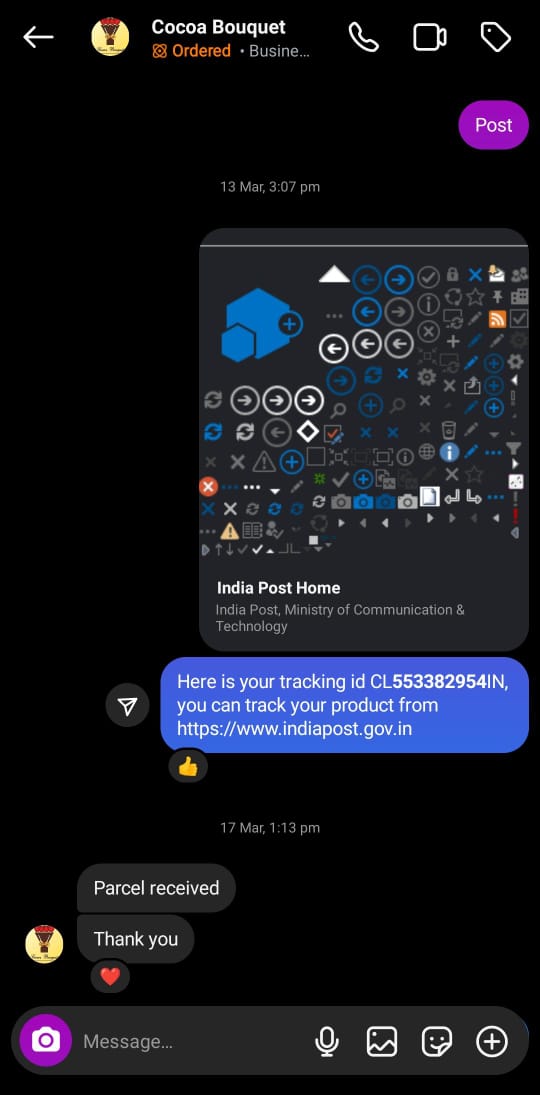 Cocoa Bouquet
Ordered · Busine...
Post
13 Mar, 3:07 pm
India Post Home
India Post, Ministry of Communication &
Technology
Here is your tracking id CL553382954IN,
you can track your product from
https://www.indiapost.gov.in
17 Mar, 1:13 pm
Parcel received
Thank you
Message...